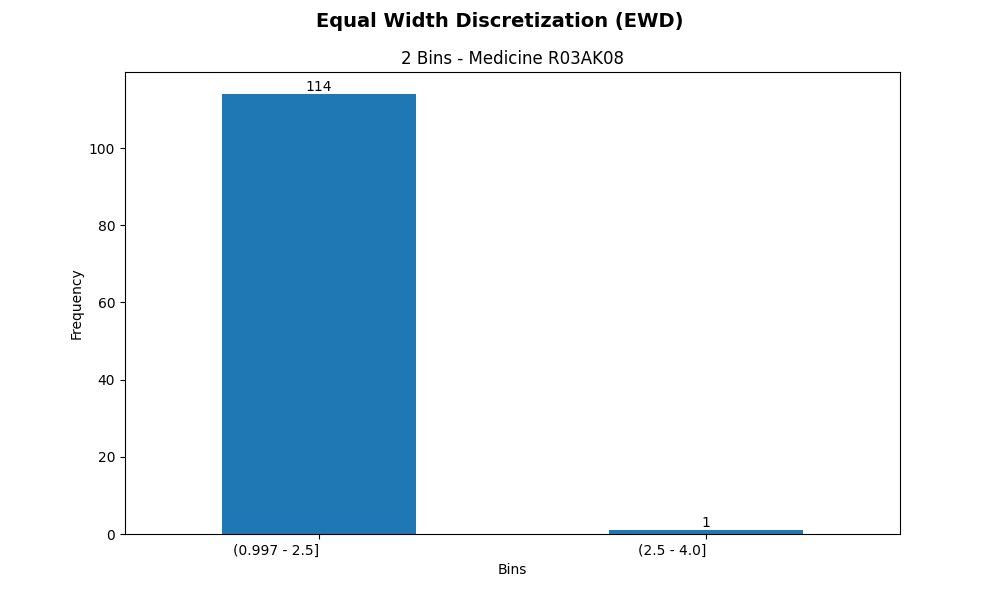 Equal Width Discretization (EWD)
2 Bins - Medicine R03AK08
114
1
100
80
60
40
20
0
Frequency
(0.997 - 2.5]
(2.5 - 4.0]
Bins